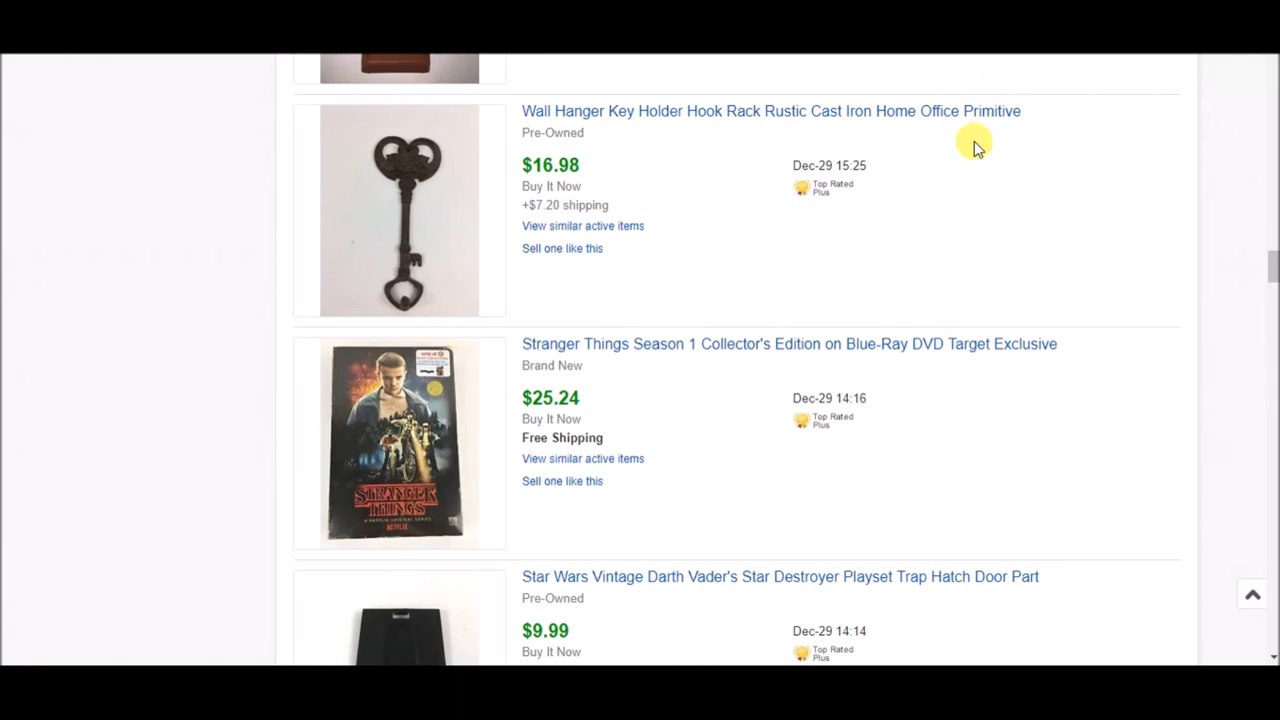 Wall Hanger Key Holder Hook Rack Rustic Cast Iron Home Office Primitive
Pre-Owned
$16.98
Dec-29 15:25
Buy It Now
Top Rated
Plus
+$7.20 shipping
View similar active items
Sell one like this
Stranger Things Season 1 Collector's Edition on Blue-Ray DVD Target Exclusive
Brand New
$25.24
Dec-29 14:16
Buy It Now
Top Rated
Plus
Free Shipping
View similar active items
Sell one like this
only at
STRANGER
THINGS
A NETFLIX ORIGINAL SERIES
NETFLIX
Star Wars Vintage Darth Vader's Star Destroyer Playset Trap Hatch Door Part
Pre-Owned
$9.99
Dec-29 14:14
Buy It Now
Top Rated
Plus